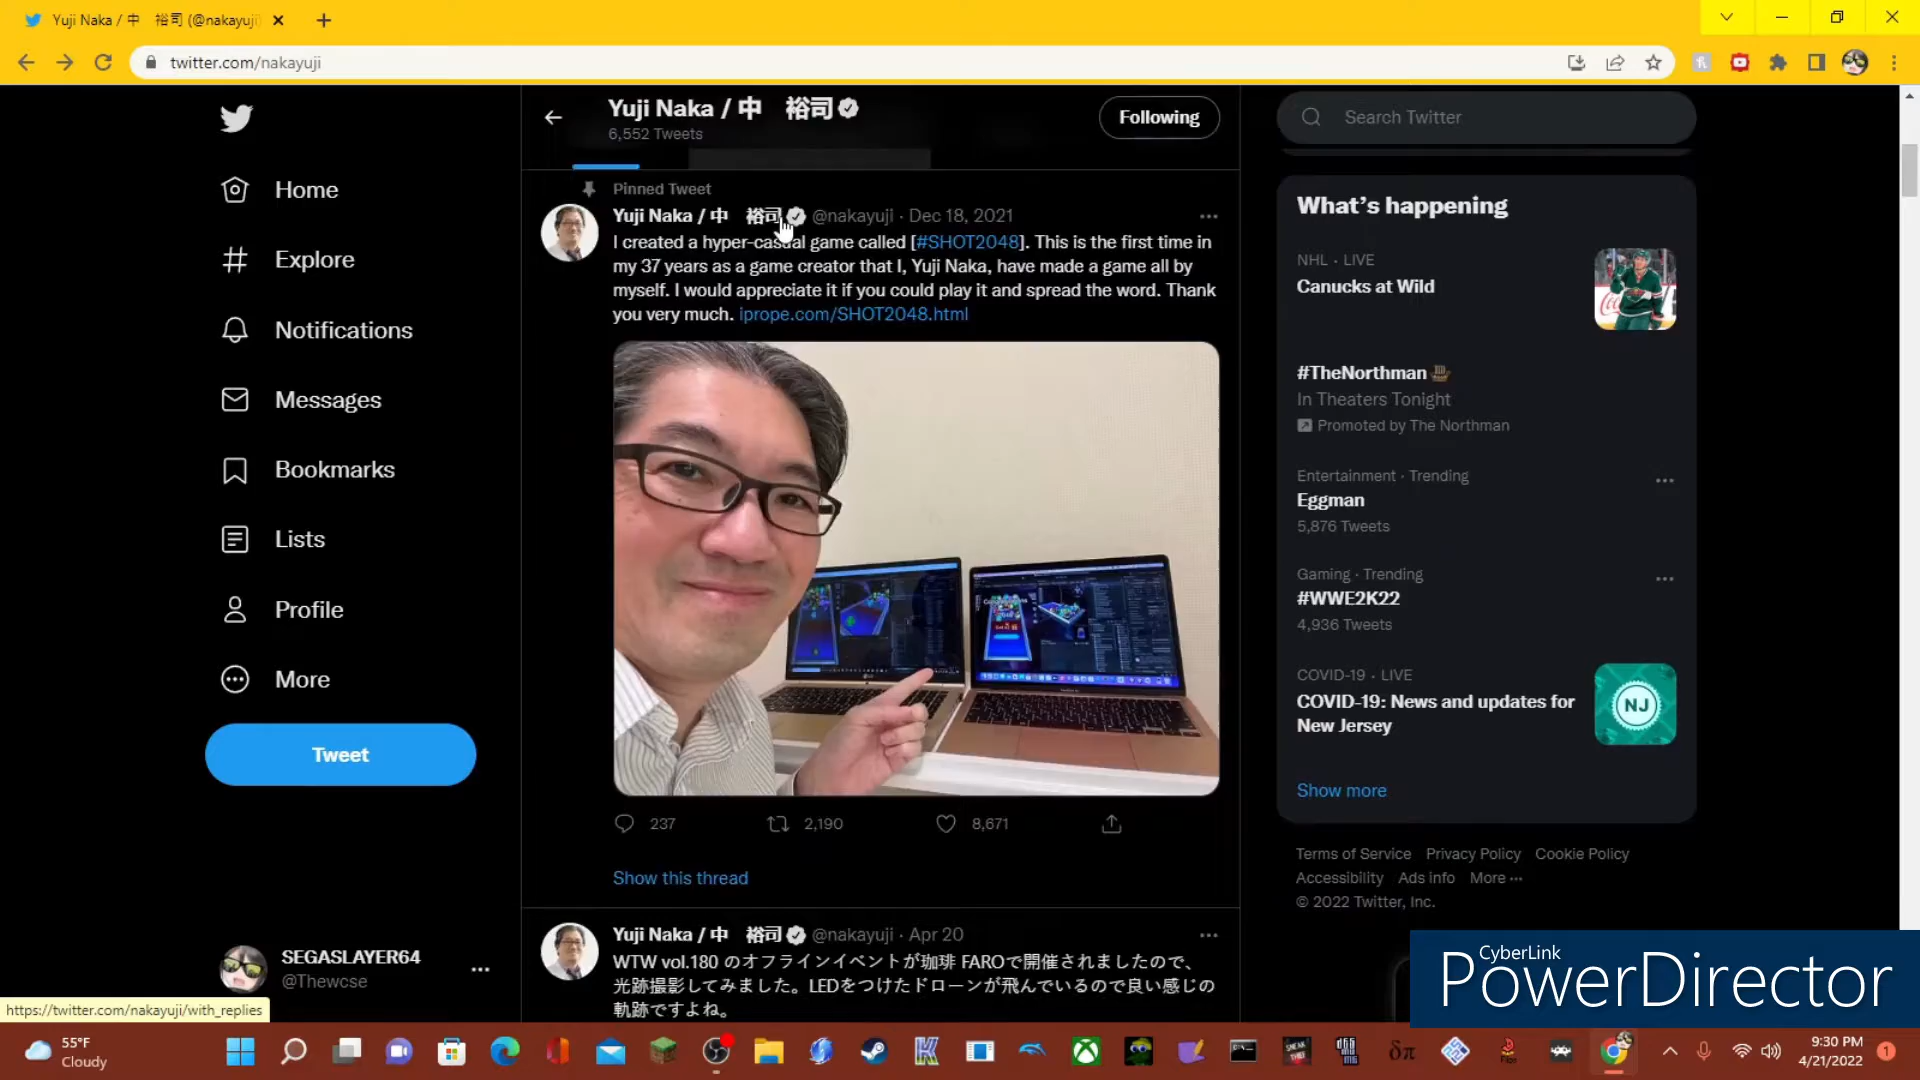 Yuji Naka / 中　裕司 (@nakayuji)
twitter.com/nakayuji
Home
Explore
Notifications
Messages
Bookmarks
Lists
Profile
More
Tweet
SEGASLAYER64
@Thewcse
https://twitter.com/nakayuji/with_replies
Yuji Naka / 中　裕司
6,552 Tweets
Following
Pinned Tweet
Yuji Naka / 中　裕司 @nakayuji · Dec 18, 2021
I created a hyper-casual game called [#SHOT2048]. This is the first time in
my 37 years as a game creator that I, Yuji Naka, have made a game all by
myself. I would appreciate it if you could play it and spread the word. Thank
you very much. iprope.com/SHOT2048.html
237
2,190
8,671
Show this thread
Yuji Naka / 中　裕司 @nakayuji · Apr 20
WTW vol.180 のオフラインイベントが珈琲 FAROで開催されましたので、
光跡撮影してみました。LEDをつけたドローンが飛んでいるので良い感じの
軌跡ですよね。
Search Twitter
What's happening
NHL · LIVE
Canucks at Wild
#TheNorthman
In Theaters Tonight
Promoted by The Northman
Entertainment · Trending
Eggman
5,876 Tweets
Gaming · Trending
#WWE2K22
4,936 Tweets
COVID-19 · LIVE
COVID-19: News and updates for
New Jersey
NJ
Show more
Terms of Service Privacy Policy Cookie Policy
Accessibility Ads info More ···
© 2022 Twitter, Inc.
CyberLink
PowerDirector
55°F
Cloudy
9:30 PM
4/21/2022
1